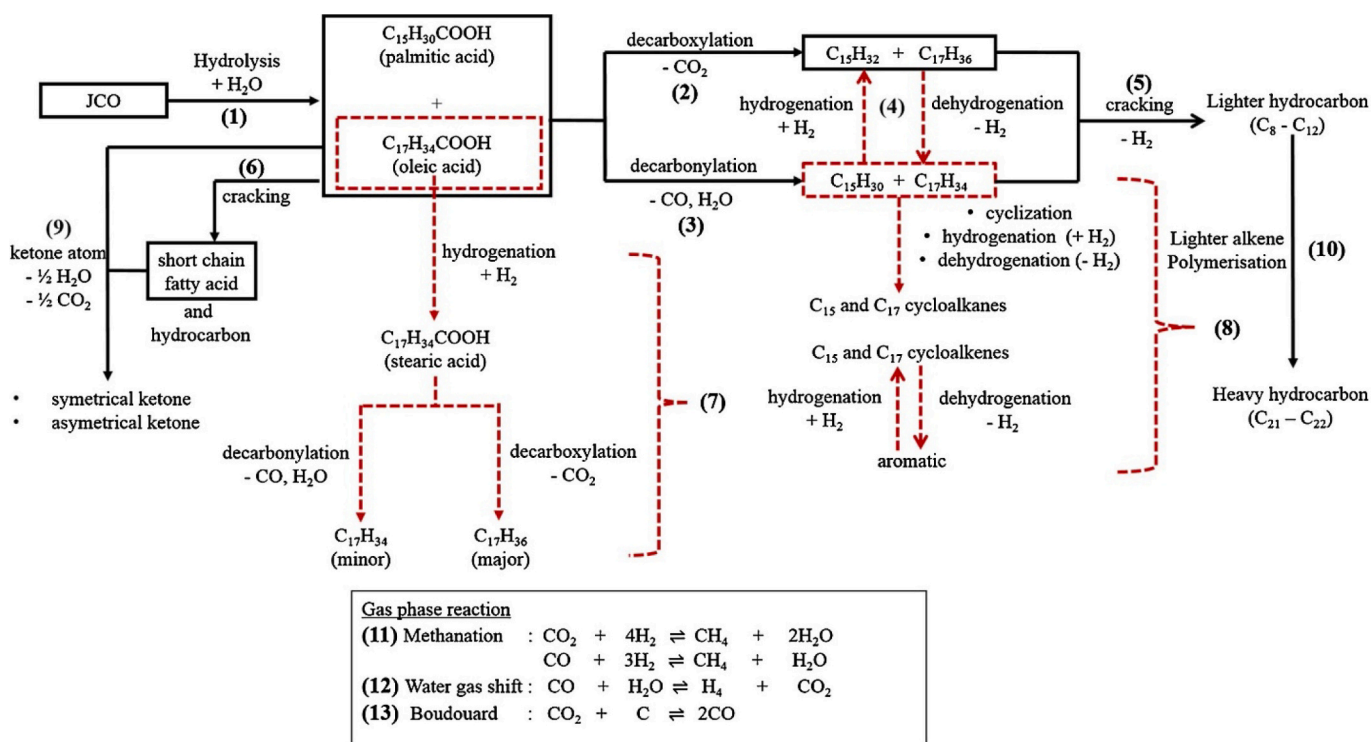 JCO
Hydrolysis
+ H₂O
(1)
C₁₅H₃₀COOH
(palmitic acid)
+
C₁₇H₃₄COOH
(oleic acid)
decarboxylation
- CO₂
(2)
decarbonylation
- CO, H₂O
(3)
C₁₅H₃₂ + C₁₇H₃₆
hydrogenation
+ H₂
(4)
dehydrogenation
- H₂
C₁₅H₃₀ + C₁₇H₃₄
(5)
cracking
- H₂
Lighter hydrocarbon
(C₈ - C₁₂)
(6)
cracking
short chain
fatty acid
and
hydrocarbon
(9)
ketone atom
- ½ H₂O
- ½ CO₂
• symetrical ketone
• asymetrical ketone
hydrogenation
+ H₂
C₁₇H₃₄COOH
(stearic acid)
decarbonylation
- CO, H₂O
decarboxylation
- CO₂
C₁₇H₃₄
(minor)
C₁₇H₃₆
(major)
(7)
• cyclization
• hydrogenation (+ H₂)
• dehydrogenation (- H₂)
C₁₅ and C₁₇ cycloalkanes
C₁₅ and C₁₇ cycloalkenes
hydrogenation
+ H₂
dehydrogenation
- H₂
aromatic
(8)
Lighter alkene
Polymerisation
(10)
Heavy hydrocarbon
(C₂₁ – C₂₂)
Gas phase reaction
(11) Methanation : CO₂ + 4H₂ ⇌ CH₄ + 2H₂O
CO + 3H₂ ⇌ CH₄ + H₂O
(12) Water gas shift : CO + H₂O ⇌ H₄ + CO₂
(13) Boudouard : CO₂ + C ⇌ 2CO